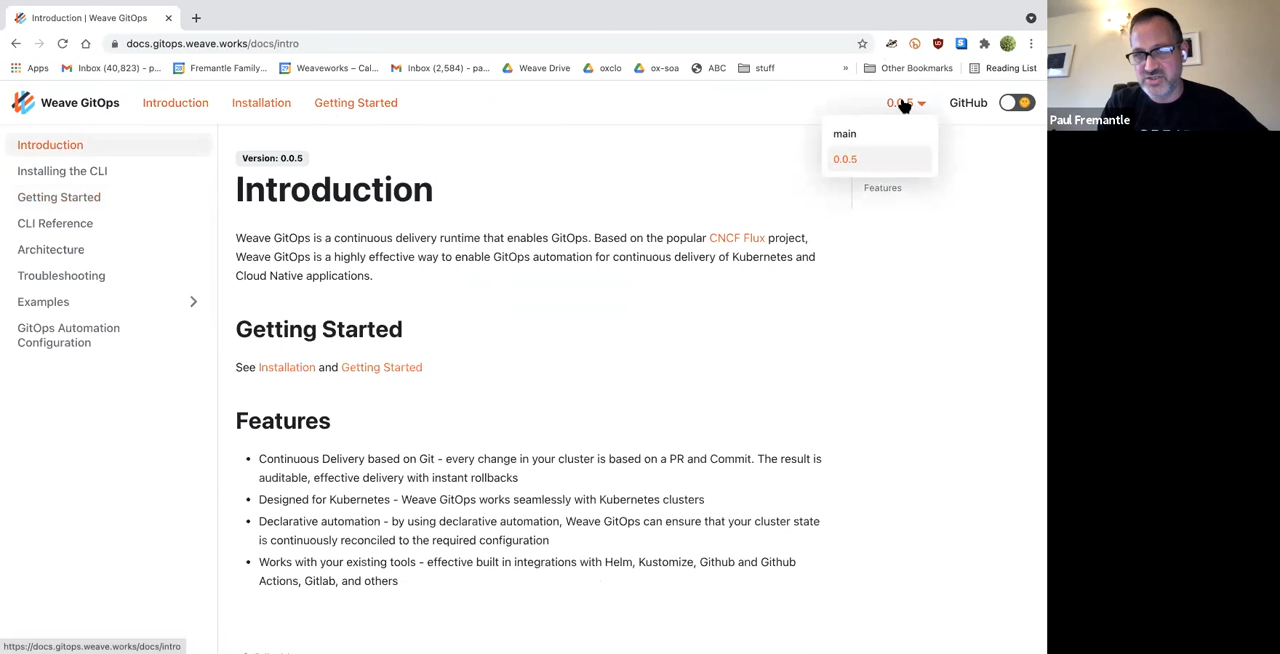 Introduction | Weave GitOps
docs.gitops.weave.works/docs/intro
Apps
Inbox (40,823) - p...
Fremantle Family...
Weaveworks – Cal...
Inbox (2,584) - pa...
Weave Drive
oxclo
ox-soa
ABC
stuff
»
Other Bookmarks
Reading List
Weave GitOps
Introduction
Installation
Getting Started
0.0.5
GitHub
main
0.0.5
Features
Introduction
Installing the CLI
Getting Started
CLI Reference
Architecture
Troubleshooting
Examples
GitOps Automation
Configuration
Version: 0.0.5
Introduction
Weave GitOps is a continuous delivery runtime that enables GitOps. Based on the popular CNCF Flux project,
Weave GitOps is a highly effective way to enable GitOps automation for continuous delivery of Kubernetes and
Cloud Native applications.
Getting Started
See Installation and Getting Started
Features
• Continuous Delivery based on Git - every change in your cluster is based on a PR and Commit. The result is
auditable, effective delivery with instant rollbacks
• Designed for Kubernetes - Weave GitOps works seamlessly with Kubernetes clusters
• Declarative automation - by using declarative automation, Weave GitOps can ensure that your cluster state
is continuously reconciled to the required configuration
• Works with your existing tools - effective built in integrations with Helm, Kustomize, Github and Github
Actions, Gitlab, and others
https://docs.gitops.weave.works/docs/intro
Paul Fremantle